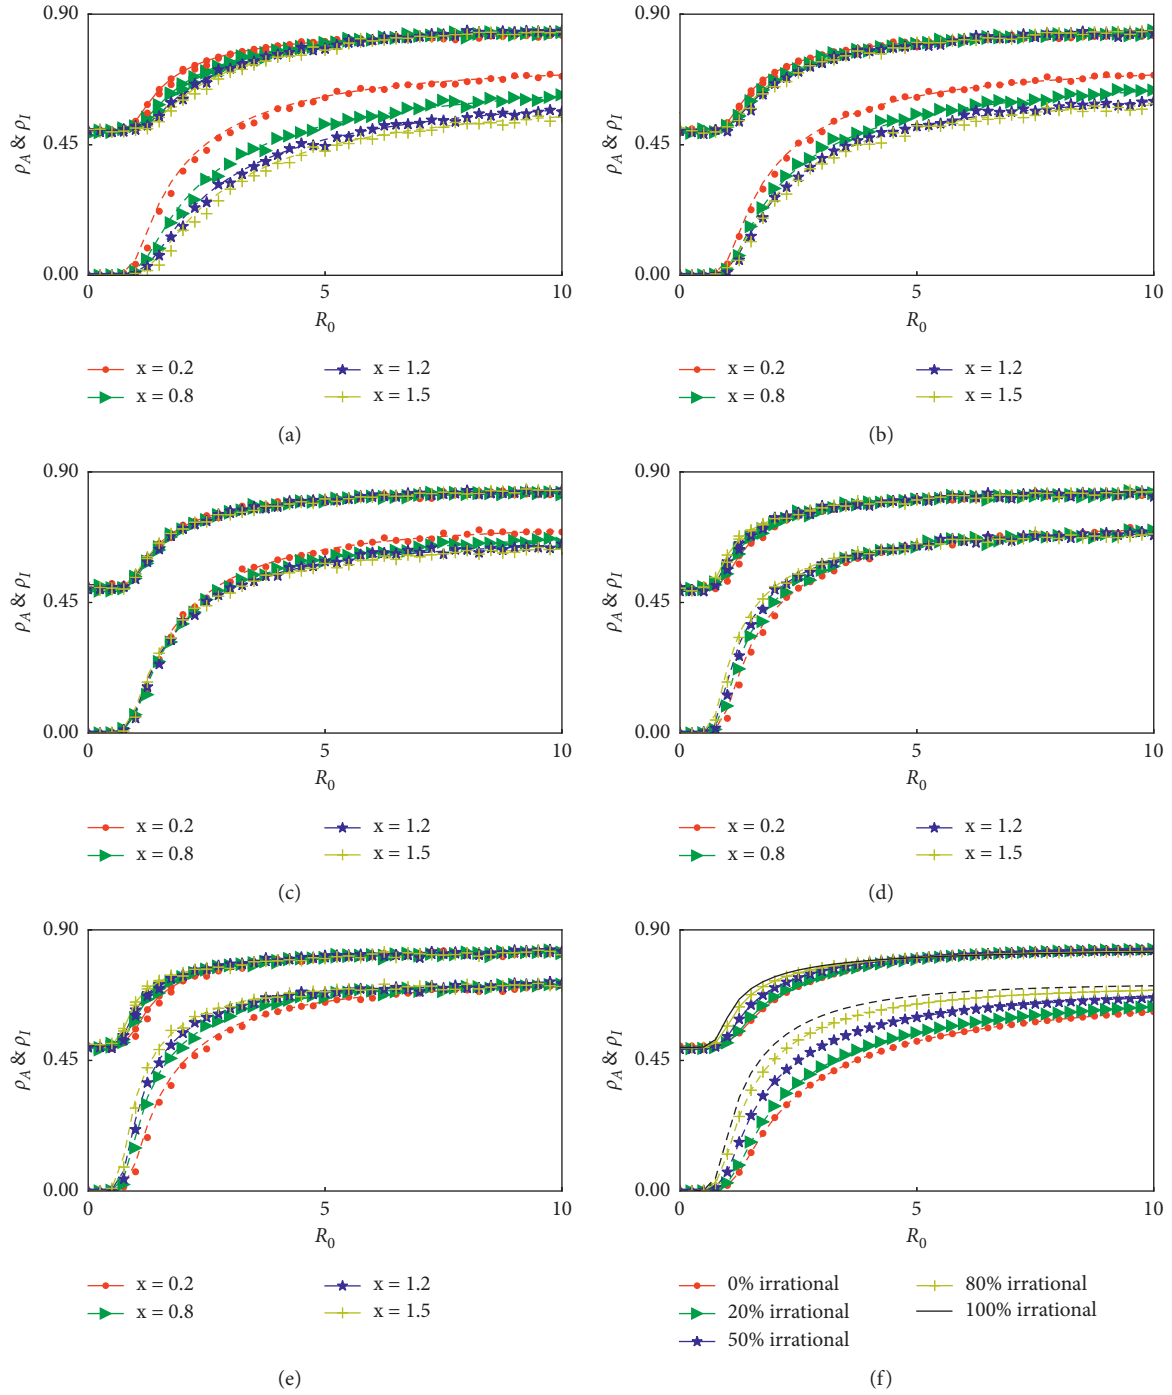 0.90
0.45
0.00
ρA & ρI
0
5
10
R0
x = 0.2
x = 0.8
x = 1.2
x = 1.5
(a)
0.90
0.45
0.00
ρA & ρI
0
5
10
R0
x = 0.2
x = 0.8
x = 1.2
x = 1.5
(b)
0.90
0.45
0.00
ρA & ρI
0
5
10
R0
x = 0.2
x = 0.8
x = 1.2
x = 1.5
(c)
0.90
0.45
0.00
ρA & ρI
0
5
10
R0
x = 0.2
x = 0.8
x = 1.2
x = 1.5
(d)
0.90
0.45
0.00
ρA & ρI
0
5
10
R0
x = 0.2
x = 0.8
x = 1.2
x = 1.5
(e)
0.90
0.45
0.00
ρA & ρI
0
5
10
R0
0% irrational
20% irrational
50% irrational
80% irrational
100% irrational
(f)